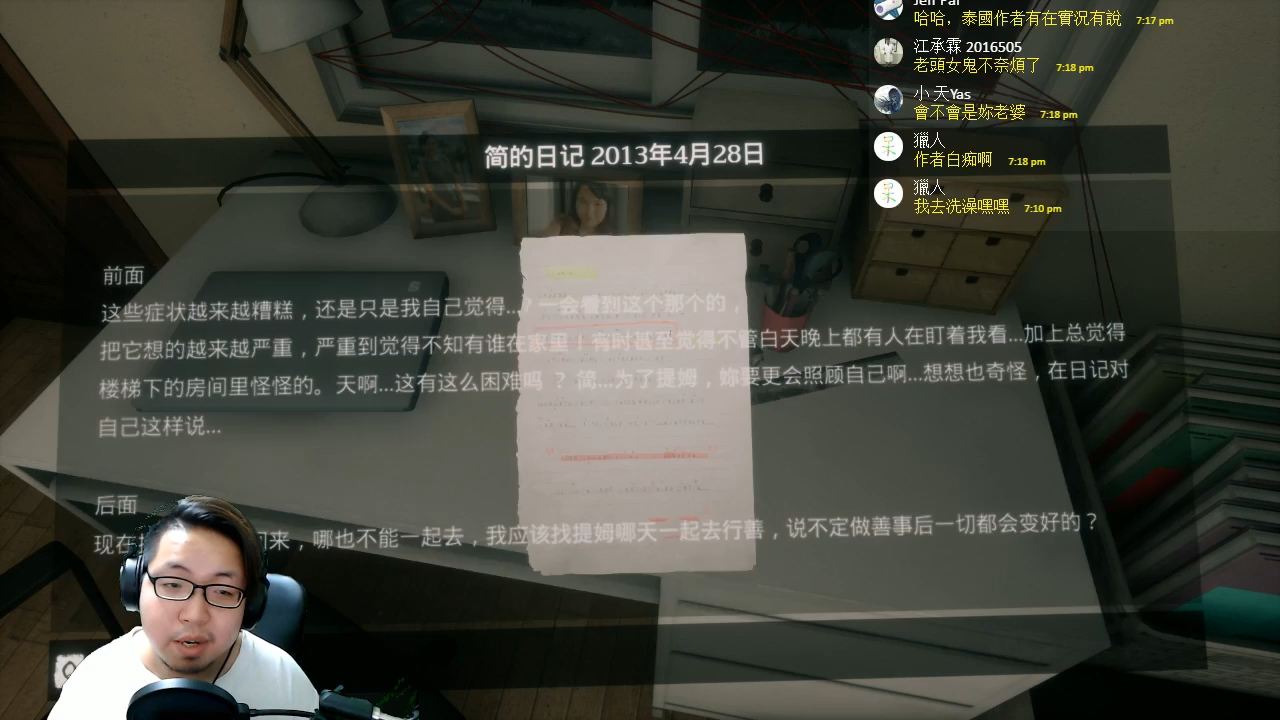 哈哈，泰國作者有在實況有說 7:17 pm
江承霖 2016505
老頭女鬼不奈煩了 7:18 pm
小天Yas
會不會是妳老婆 7:18 pm
獵人
作者白痴啊 7:18 pm
獵人
我去洗澡嘿嘿 7:10 pm
简的日记 2013年4月28日
前面
这些症状越来越糟糕，还是只是我自己觉得...？一会看到这个那个的，
把它想的越来越严重，严重到觉得不知有谁在家里！有时甚至觉得不管白天晚上都有人在盯着我看...加上总觉得
楼梯下的房间里怪怪的。天啊...这有这么困难吗 ？ 简...为了提姆，妳要更会照顾自己啊...想想也奇怪，在日记对
自己这样说...
后面
现在 来，哪也不能一起去，我应该找提姆哪天一起去行善，说不定做善事后一切都会变好的？